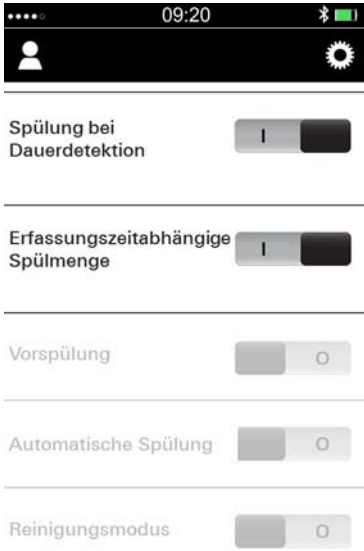 09:20
Spülung bei
Dauerdetektion
I
Erfassungszeitabhängige
Spülmenge
I
Vorspülung
O
Automatische Spülung
O
Reinigungsmodus
O